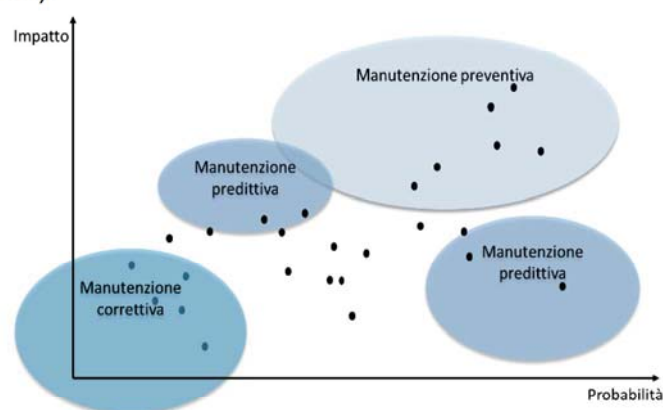 Impatto
Manutenzione preventiva
Manutenzione
predittiva
Manutenzione
predittiva
Manutenzione
correttiva
Probabilità